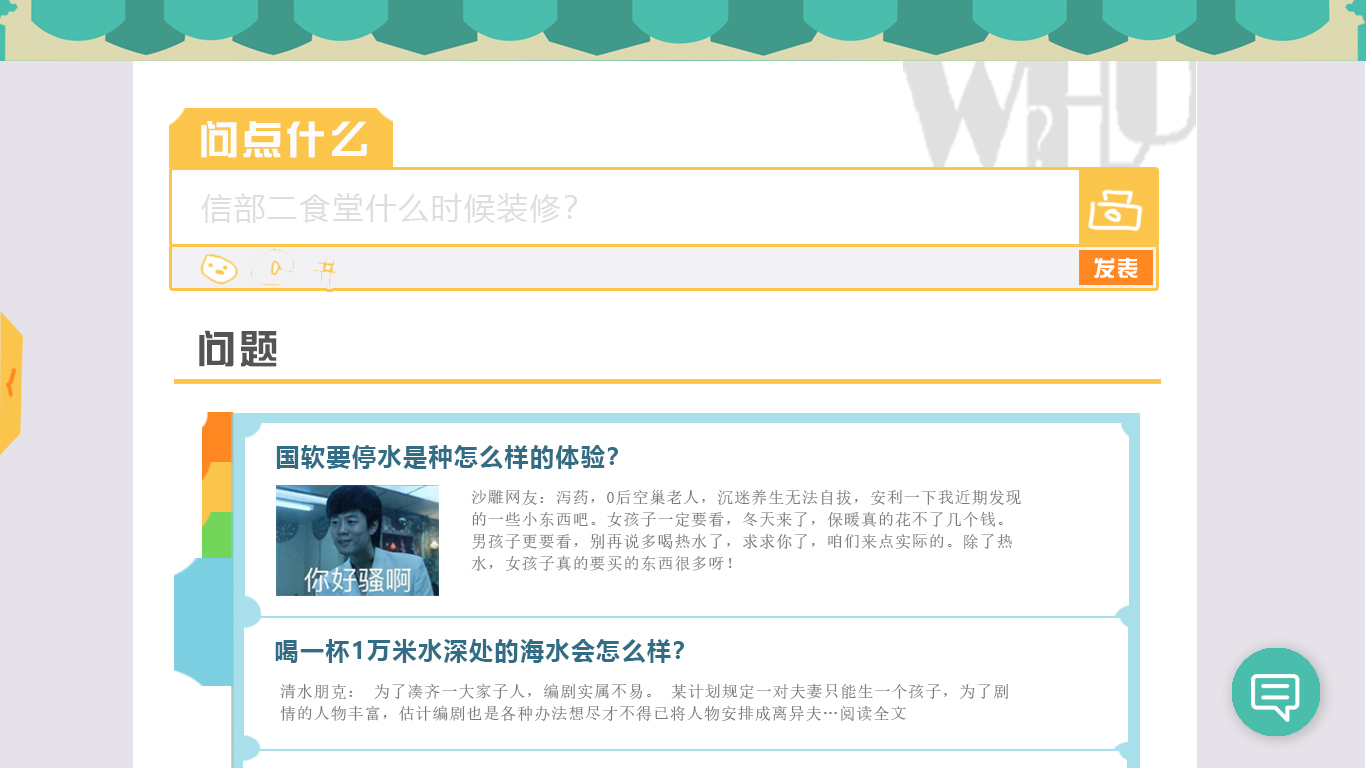 WHU
?
问点什么
信部二食堂什么时候装修?
发表
问题
国软要停水是种怎么样的体验?
沙雕网友：泻药，0后空巢老人，沉迷养生无法自拔，安利一下我近期发现
的一些小东西吧。女孩子一定要看，冬天来了，保暖真的花不了几个钱。
男孩子更要看，别再说多喝热水了，求求你了，咱们来点实际的。除了热
水，女孩子真的要买的东西很多呀！
你好骚啊
喝一杯1万米水深处的海水会怎么样?
清水朋克： 为了凑齐一大家子人，编剧实属不易。 某计划规定一对夫妻只能生一个孩子，为了剧
情的人物丰富，估计编剧也是各种办法想尽才不得已将人物安排成离异夫…阅读全文